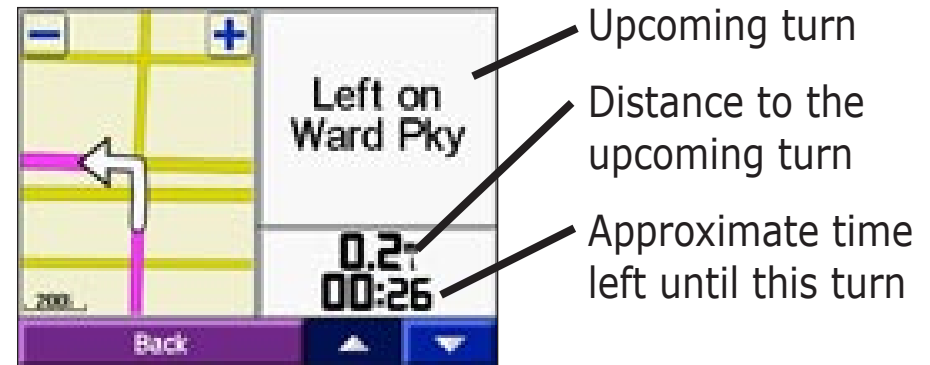 Upcoming turn
Left on
Ward Pky
Distance to the
upcoming turn
0.2
00:26
Approximate time
left until this turn
200
Back